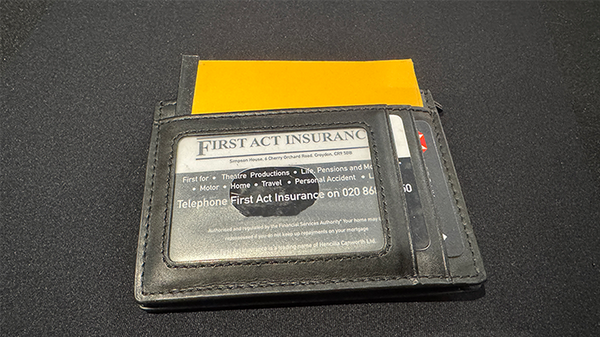 FIRST ACT INSURANC
Simpson House, 6 Cherry Orchard Road, Croydon, CR9 5BB
First for • Theatre Productions • Life, Pensions and Mo
• Motor • Home • Travel • Personal Accident • L
Telephone First Act Insurance on 020 86 50
Authorised and regulated by the Financial Services Authority* Your home may
repossessed if you do not keep up repayments on your mortgage
is a trading name of Hencilla Canworth Ltd.